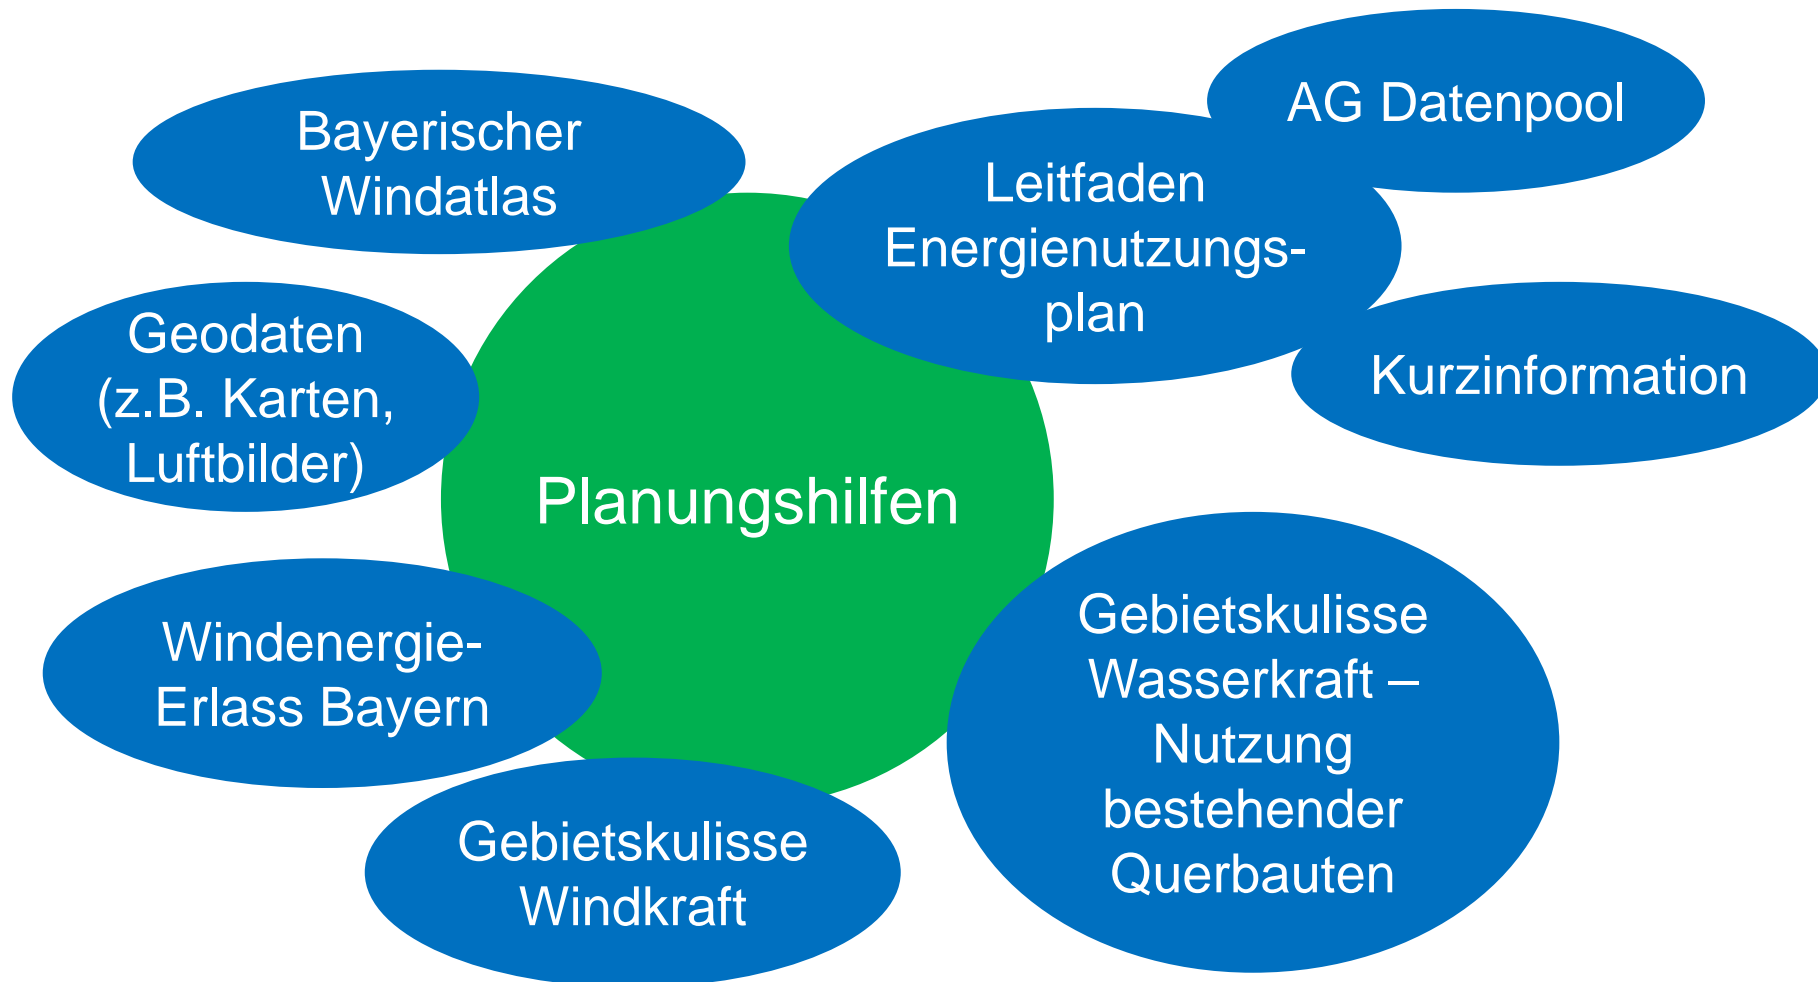 Bayerischer
Windatlas
AG Datenpool
Leitfaden
Energienutzungs-
plan
Kurzinformation
Geodaten
(z.B. Karten,
Luftbilder)
Planungshilfen
Windenergie-
Erlass Bayern
Gebietskulisse
Windkraft
Gebietskulisse
Wasserkraft –
Nutzung
bestehender
Querbauten